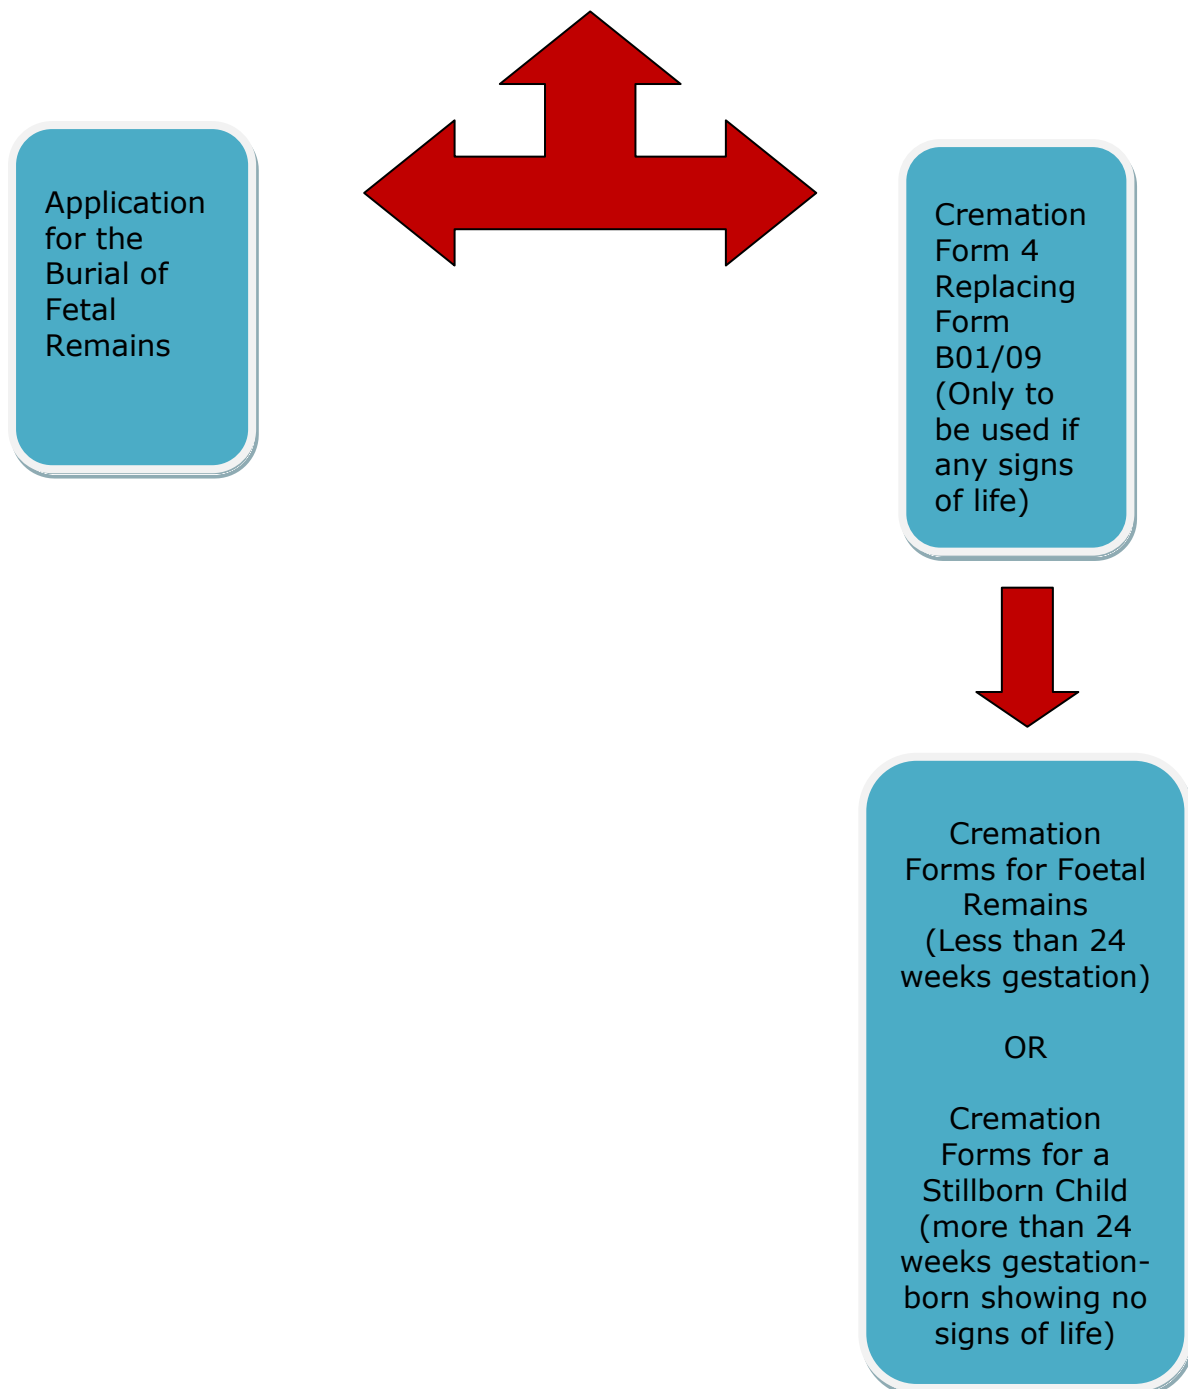 Application
for the
Burial of
Fetal
Remains
Cremation
Form 4
Replacing
Form
B01/09
(Only to
be used if
any signs
of life)
Cremation
Forms for Foetal
Remains
(Less than 24
weeks gestation)
OR
Cremation
Forms for a
Stillborn Child
(more than 24
weeks gestation-
born showing no
signs of life)